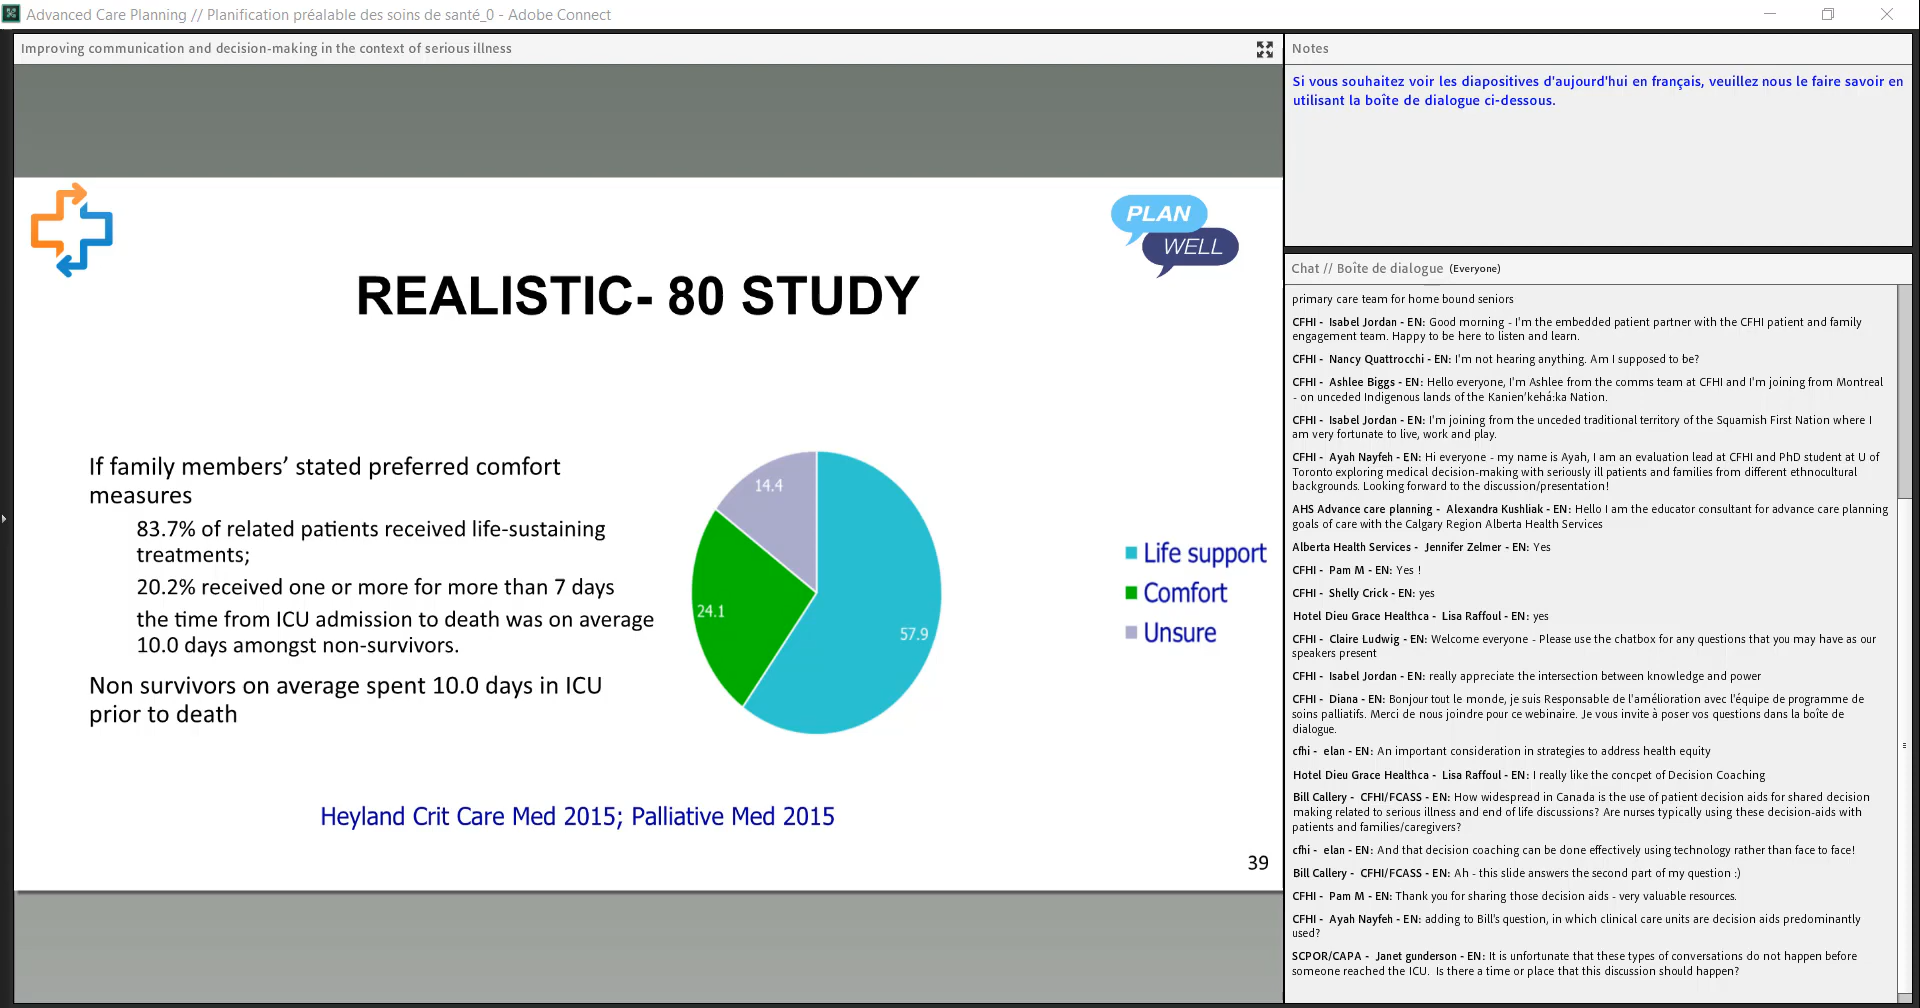 Advanced Care Planning // Planification préalable des soins de santé_0 - Adobe Connect
Improving communication and decision-making in the context of serious illness
PLAN
WELL
REALISTIC- 80 STUDY
If family members’ stated preferred comfort
measures
83.7% of related patients received life-sustaining
treatments;
20.2% received one or more for more than 7 days
the time from ICU admission to death was on average
10.0 days amongst non-survivors.
Non survivors on average spent 10.0 days in ICU
prior to death
14.4
24.1
57.9
Life support
Comfort
Unsure
Heyland Crit Care Med 2015; Palliative Med 2015
39
Notes
Si vous souhaitez voir les diapositives d'aujourd'hui en français, veuillez nous le faire savoir en
utilisant la boîte de dialogue ci-dessous.
Chat // Boîte de dialogue (Everyone)
primary care team for home bound seniors
CFHI - Isabel Jordan - EN: Good morning - I'm the embedded patient partner with the CFHI patient and family
engagement team. Happy to be here to listen and learn.
CFHI - Nancy Quattrocchi - EN: I'm not hearing anything. Am I supposed to be?
CFHI - Ashlee Biggs - EN: Hello everyone, I'm Ashlee from the comms team at CFHI and I'm joining from Montreal
- on unceded Indigenous lands of the Kanien’kehá:ka Nation.
CFHI - Isabel Jordan - EN: I'm joining from the unceded traditional territory of the Squamish First Nation where I
am very fortunate to live, work and play.
CFHI - Ayah Nayfeh - EN: Hi everyone - my name is Ayah, I am an evaluation lead at CFHI and PhD student at U of
Toronto exploring medical decision-making with seriously ill patients and families from different ethnocultural
backgrounds. Looking forward to the discussion/presentation!
AHS Advance care planning - Alexandra Kushliak - EN: Hello I am the educator consultant for advance care planning
goals of care with the Calgary Region Alberta Health Services
Alberta Health Services - Jennifer Zelmer - EN: Yes
CFHI - Pam M - EN: Yes !
CFHI - Shelly Crick - EN: yes
Hotel Dieu Grace Healthca - Lisa Raffoul - EN: yes
CFHI - Claire Ludwig - EN: Welcome everyone - Please use the chatbox for any questions that you may have as our
speakers present
CFHI - Isabel Jordan - EN: really appreciate the intersection between knowledge and power
CFHI - Diana - EN: Bonjour tout le monde, je suis Responsable de l'amélioration avec l'équipe de programme de
soins palliatifs. Merci de nous joindre pour ce webinaire. Je vous invite à poser vos questions dans la boîte de
dialogue.
cfhi - elan - EN: An important consideration in strategies to address health equity
Hotel Dieu Grace Healthca - Lisa Raffoul - EN: I really like the concpet of Decision Coaching
Bill Callery - CFHI/FCASS - EN: How widespread in Canada is the use of patient decision aids for shared decision
making related to serious illness and end of life discussions? Are nurses typically using these decision-aids with
patients and families/caregivers?
cfhi - elan - EN: And that decision coaching can be done effectively using technology rather than face to face!
Bill Callery - CFHI/FCASS - EN: Ah - this slide answers the second part of my question :)
CFHI - Pam M - EN: Thank you for sharing those decision aids - very valuable resources.
CFHI - Ayah Nayfeh - EN: adding to Bill's question, in which clinical care units are decision aids predominantly
used?
SCPOR/CAPA - Janet gunderson - EN: It is unfortunate that these types of conversations do not happen before
someone reached the ICU. Is there a time or place that this discussion should happen?